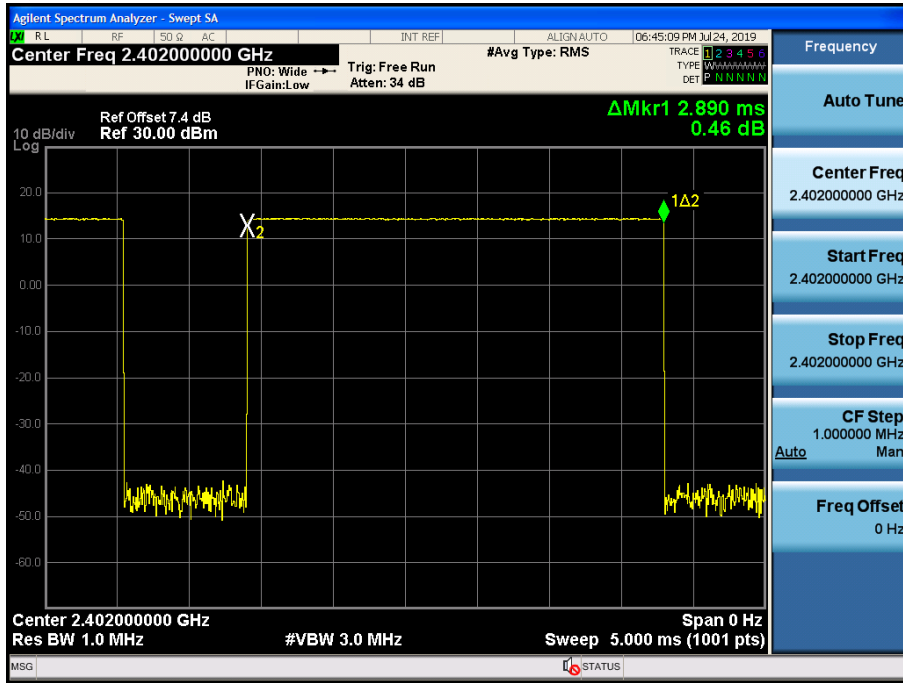 Agilent Spectrum Analyzer - Swept SA
LXI RL RF 50 Ω AC INT REF ALIGN AUTO 06:45:09 PM Jul 24, 2019
Center Freq 2.402000000 GHz
PNO: Wide
IFGain:Low
Trig: Free Run
Atten: 34 dB
#Avg Type: RMS
TRACE 1 2 3 4 5 6
TYPE W
DET P N N N N N
Ref Offset 7.4 dB
Ref 30.00 dBm
10 dB/div
Log
ΔMkr1 2.890 ms
0.46 dB
20.0
10.0
0.00
-10.0
-20.0
-30.0
-40.0
-50.0
-60.0
2
1Δ2
Center 2.402000000 GHz
Span 0 Hz
Res BW 1.0 MHz
#VBW 3.0 MHz
Sweep 5.000 ms (1001 pts)
MSG
STATUS
Frequency
Auto Tune
Center Freq
2.402000000 GHz
Start Freq
2.402000000 GHz
Stop Freq
2.402000000 GHz
CF Step
1.000000 MHz
Auto Man
Freq Offset
0 Hz